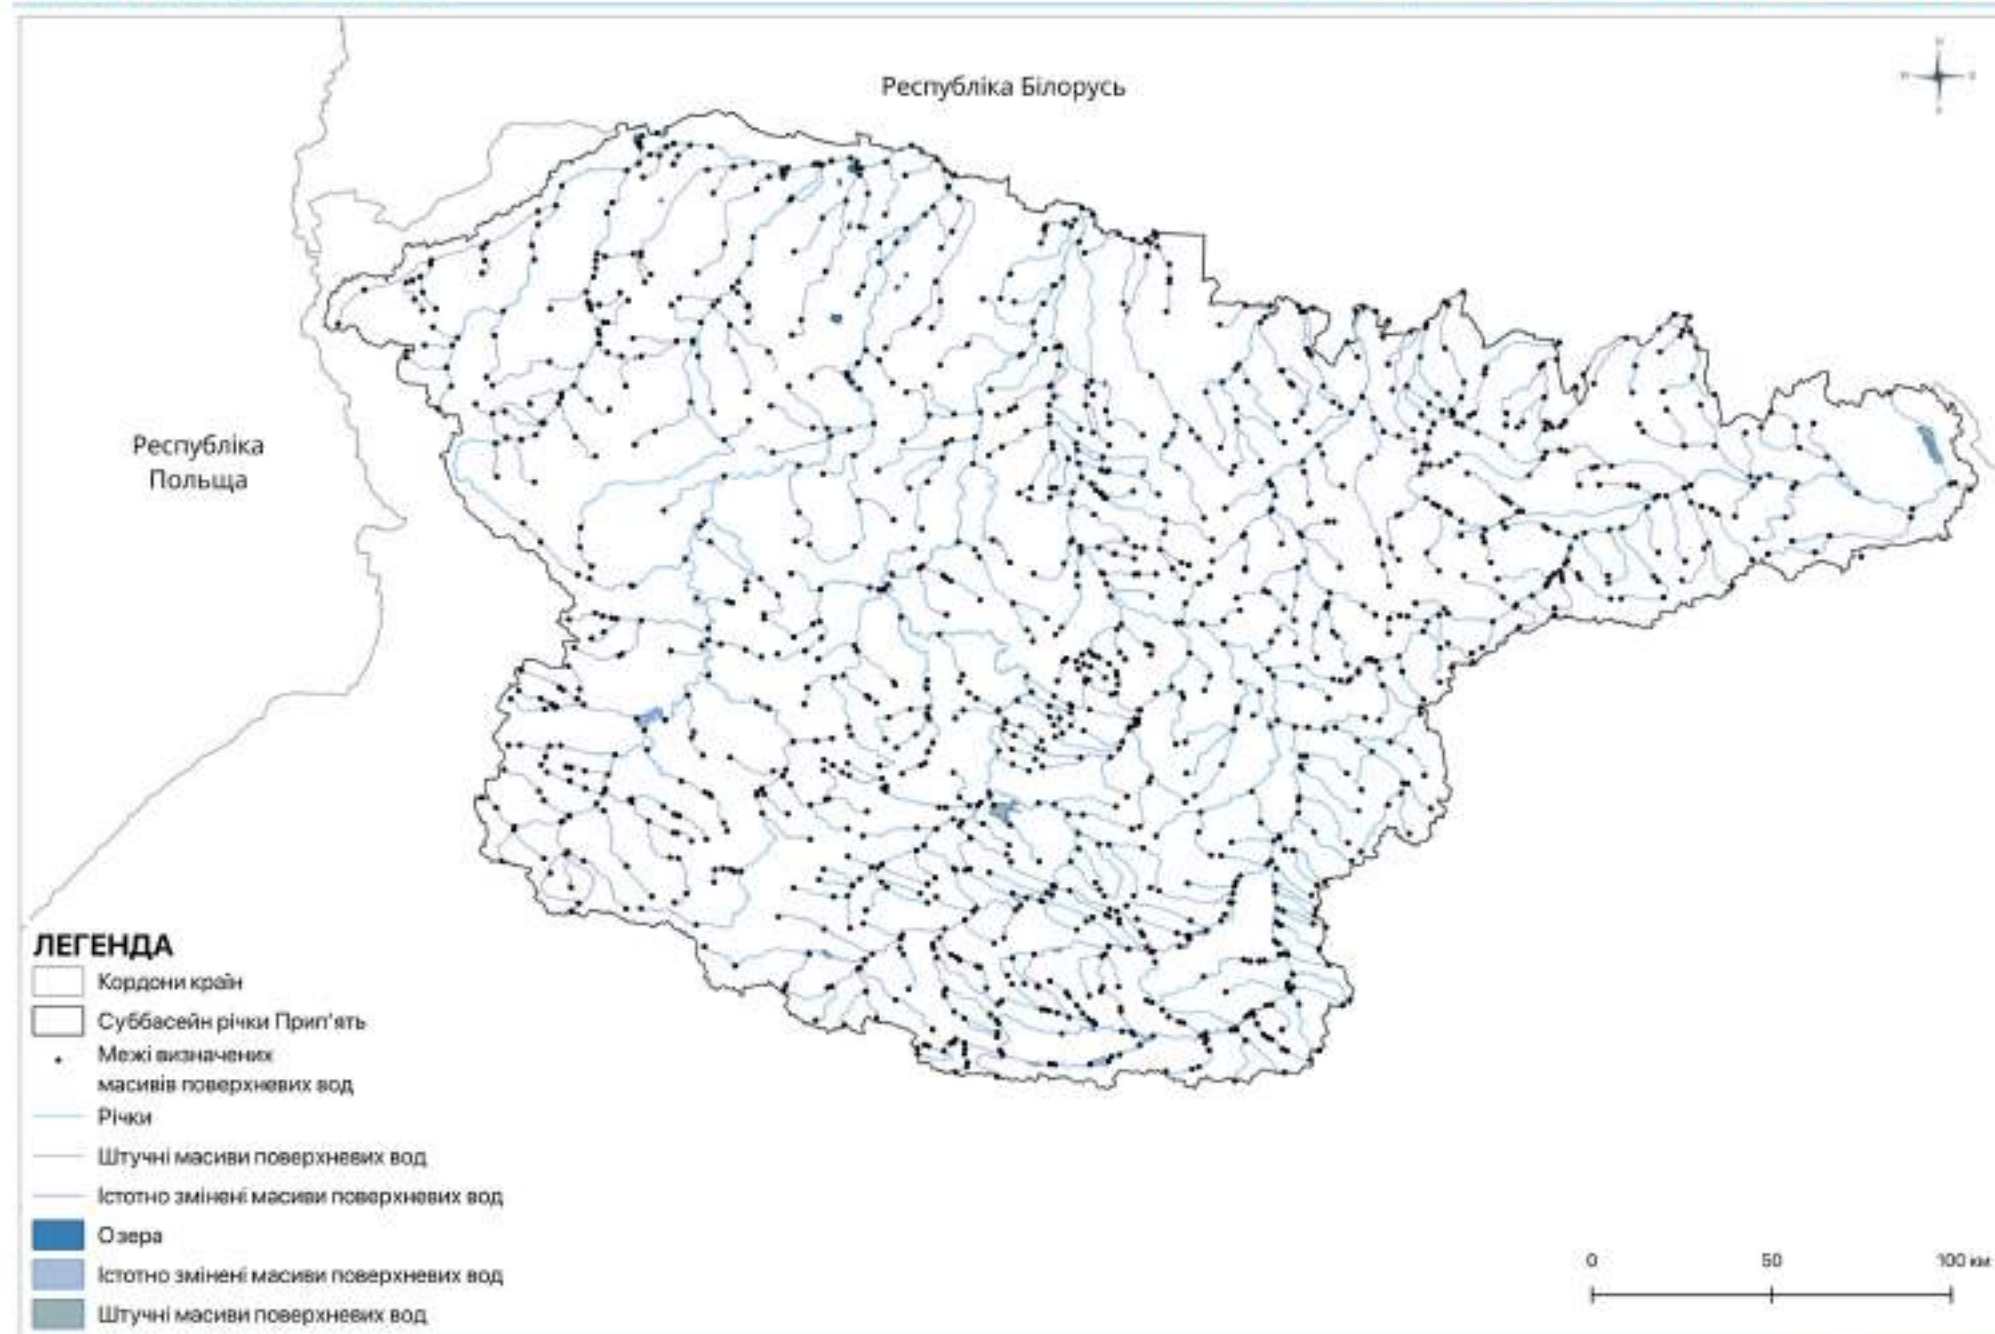 Республіка Білорусь
Республіка
Польща
ЛЕГЕНДА
Кордони країн
Суббасейн річки Прип'ять
Межі визначених
масивів поверхневих вод
Річки
Штучні масиви поверхневих вод
Істотно змінені масиви поверхневих вод
Озера
Істотно змінені масиви поверхневих вод
Штучні масиви поверхневих вод
0 50 100 км